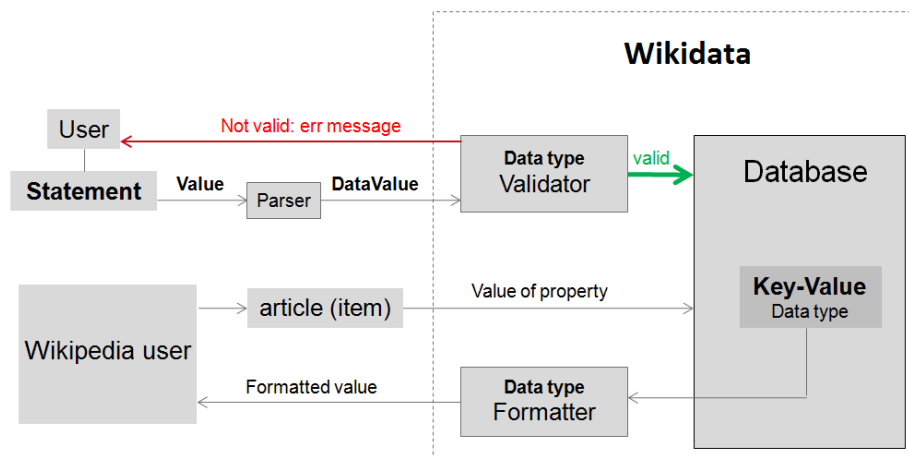 Wikidata
User
Not valid: err message
Statement
Value
Parser
DataValue
Data type
Validator
valid
Database
Wikipedia user
article (item)
Value of property
Key-Value
Data type
Formatted value
Data type
Formatter